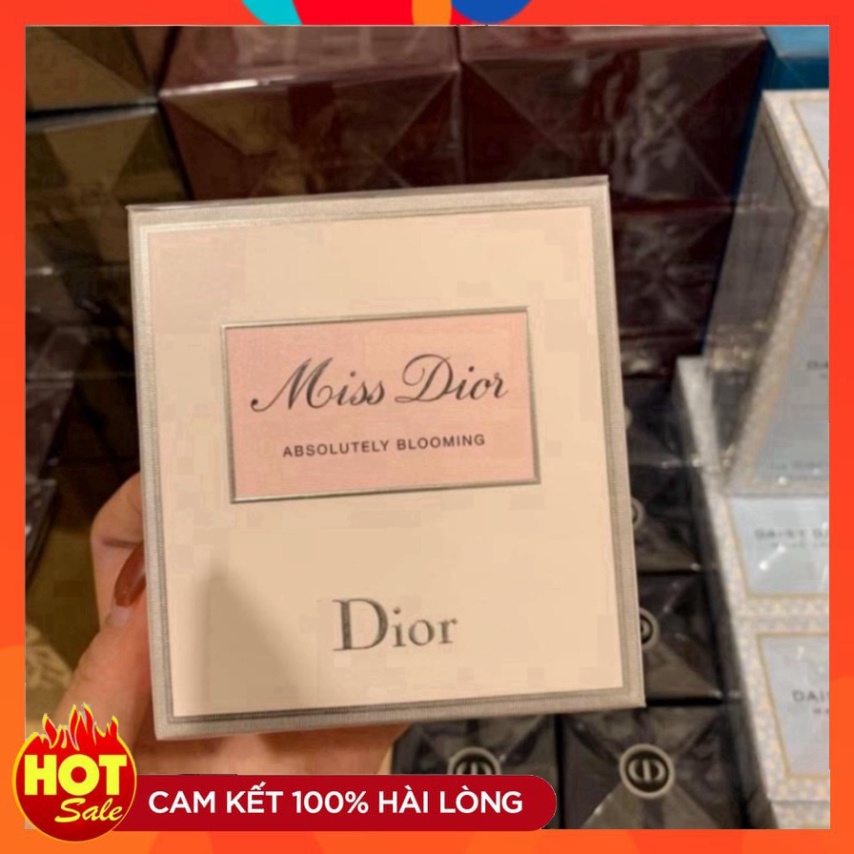 Miss Dior
ABSOLUTELY BLOOMING
Dior
HOT
Sale
CAM KẾT 100% HÀI LÒNG